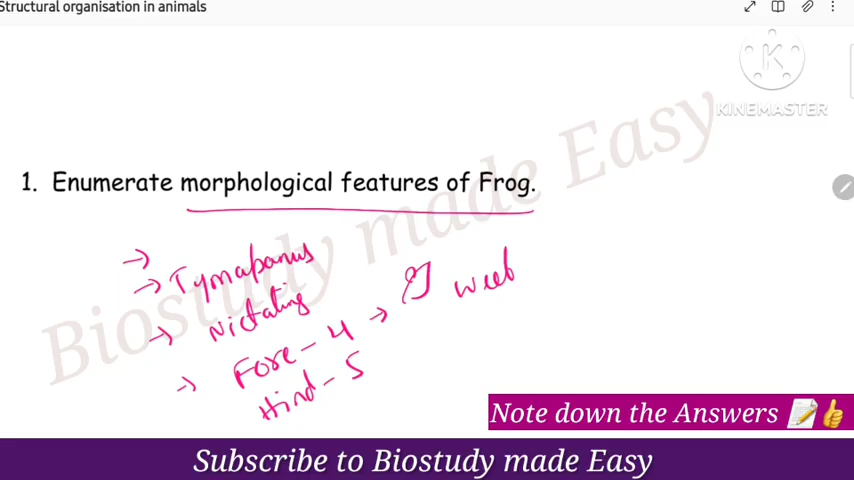 Structural organisation in animals
KINEMASTER
1. Enumerate morphological features of Frog.
Biostudy made Easy
→
→ Tymapanus
→ Nictating
→ Fore - 4 → web
Hind - 5
Note down the Answers 📝👍
Subscribe to Biostudy made Easy